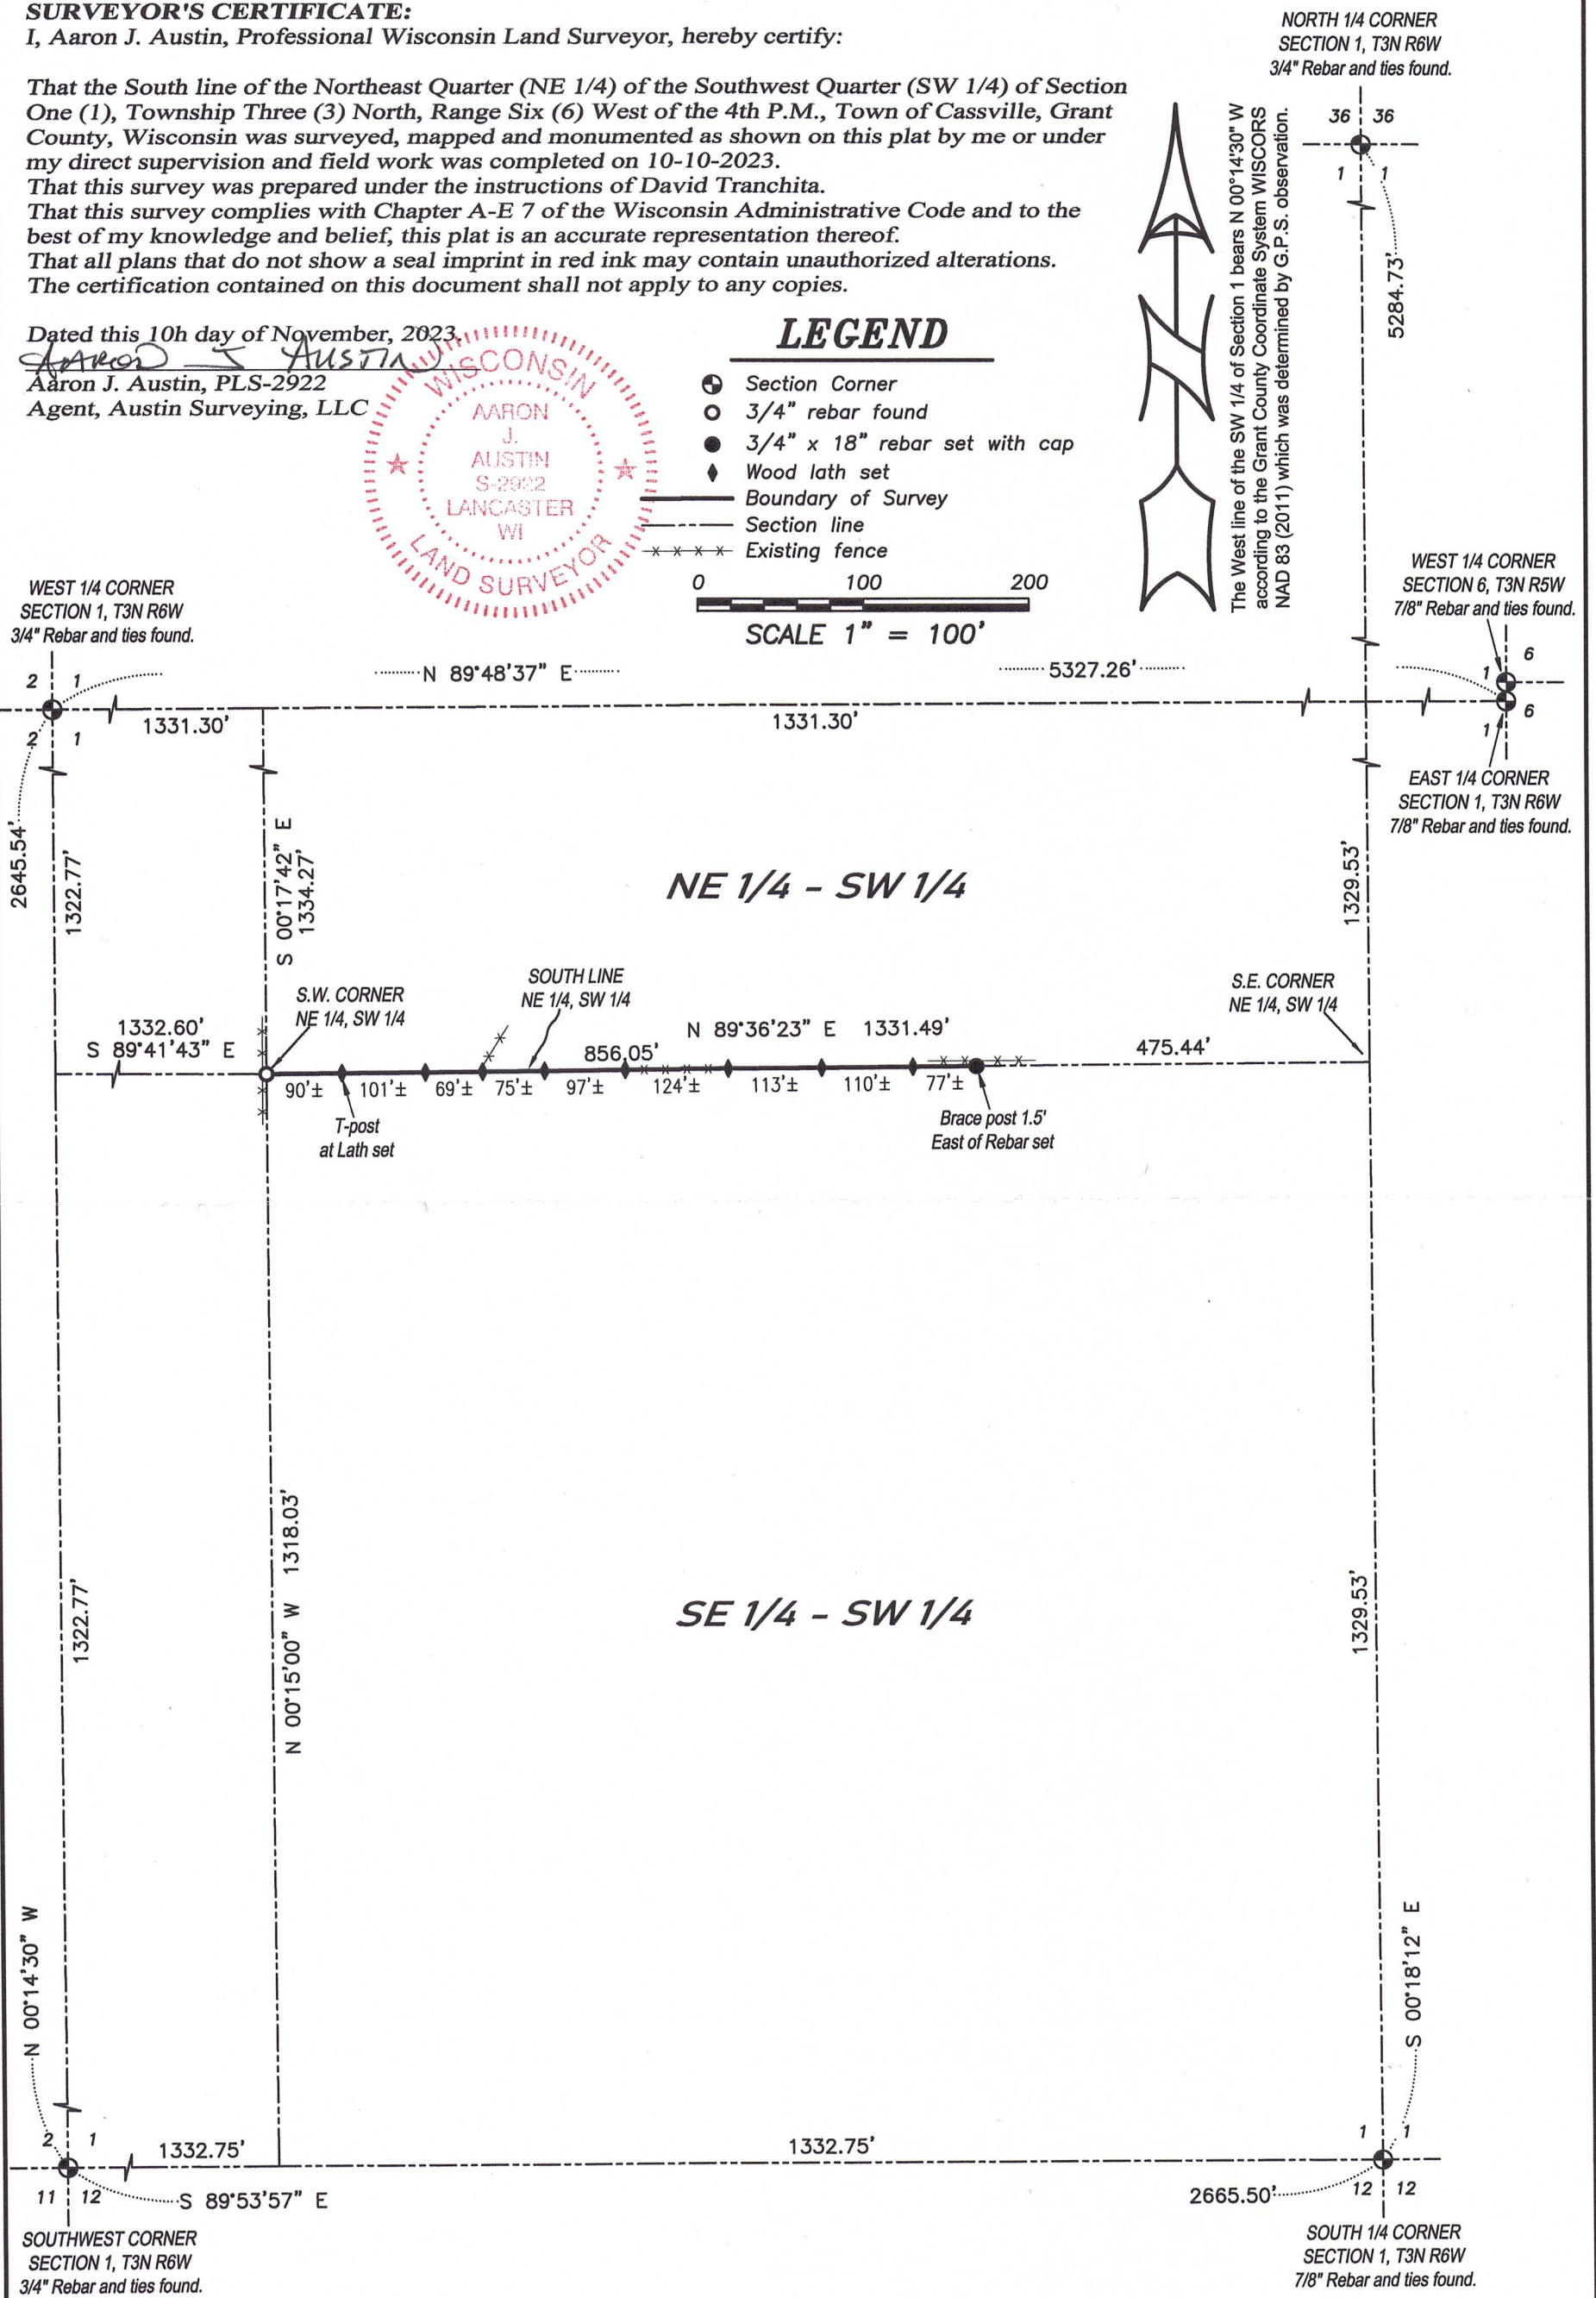 SURVEYOR'S CERTIFICATE:
I, Aaron J. Austin, Professional Wisconsin Land Surveyor, hereby certify:
That the South line of the Northeast Quarter (NE 1/4) of the Southwest Quarter (SW 1/4) of Section
One (1), Township Three (3) North, Range Six (6) West of the 4th P.M., Town of Cassville, Grant
County, Wisconsin was surveyed, mapped and monumented as shown on this plat by me or under
my direct supervision and field work was completed on 10-10-2023.
That this survey was prepared under the instructions of David Tranchita.
That this survey complies with Chapter A-E 7 of the Wisconsin Administrative Code and to the
best of my knowledge and belief, this plat is an accurate representation thereof.
That all plans that do not show a seal imprint in red ink may contain unauthorized alterations.
The certification contained on this document shall not apply to any copies.
Dated this 10h day of November, 2023.
AARON J AUSTIN
Aaron J. Austin, PLS-2922
Agent, Austin Surveying, LLC
WISCONSIN
AARON
J.
AUSTIN
S-2922
LANCASTER
WI
LAND SURVEYOR
LEGEND
Section Corner
3/4" rebar found
3/4" x 18" rebar set with cap
Wood lath set
Boundary of Survey
Section line
Existing fence
0 100 200
SCALE 1" = 100'
The West line of the SW 1/4 of Section 1 bears N 00°14'30" W
according to the Grant County Coordinate System WISCORS
NAD 83 (2011) which was determined by G.P.S. observation.
NORTH 1/4 CORNER
SECTION 1, T3N R6W
3/4" Rebar and ties found.
36 36
1 1
5284.73'
WEST 1/4 CORNER
SECTION 6, T3N R5W
7/8" Rebar and ties found.
6
1
6
1
EAST 1/4 CORNER
SECTION 1, T3N R6W
7/8" Rebar and ties found.
WEST 1/4 CORNER
SECTION 1, T3N R6W
3/4" Rebar and ties found.
2 1
2 1
N 89°48'37" E
5327.26'
1331.30'
1331.30'
2645.54'
1322.77'
S 00°17'42" E
1334.27'
NE 1/4 - SW 1/4
1329.53'
S.W. CORNER
NE 1/4, SW 1/4
SOUTH LINE
NE 1/4, SW 1/4
S.E. CORNER
NE 1/4, SW 1/4
1332.60'
S 89°41'43" E
N 89°36'23" E 1331.49'
856.05'
475.44'
90'± 101'± 69'± 75'± 97'± 124'± 113'± 110'± 77'±
T-post
at Lath set
Brace post 1.5'
East of Rebar set
1322.77'
N 00°15'00" W 1318.03'
SE 1/4 - SW 1/4
1329.53'
N 00°14'30" W
S 00°18'12" E
2 1
1332.75'
1332.75'
1 1
11 12
S 89°53'57" E
2665.50'
12 12
SOUTHWEST CORNER
SECTION 1, T3N R6W
3/4" Rebar and ties found.
SOUTH 1/4 CORNER
SECTION 1, T3N R6W
7/8" Rebar and ties found.